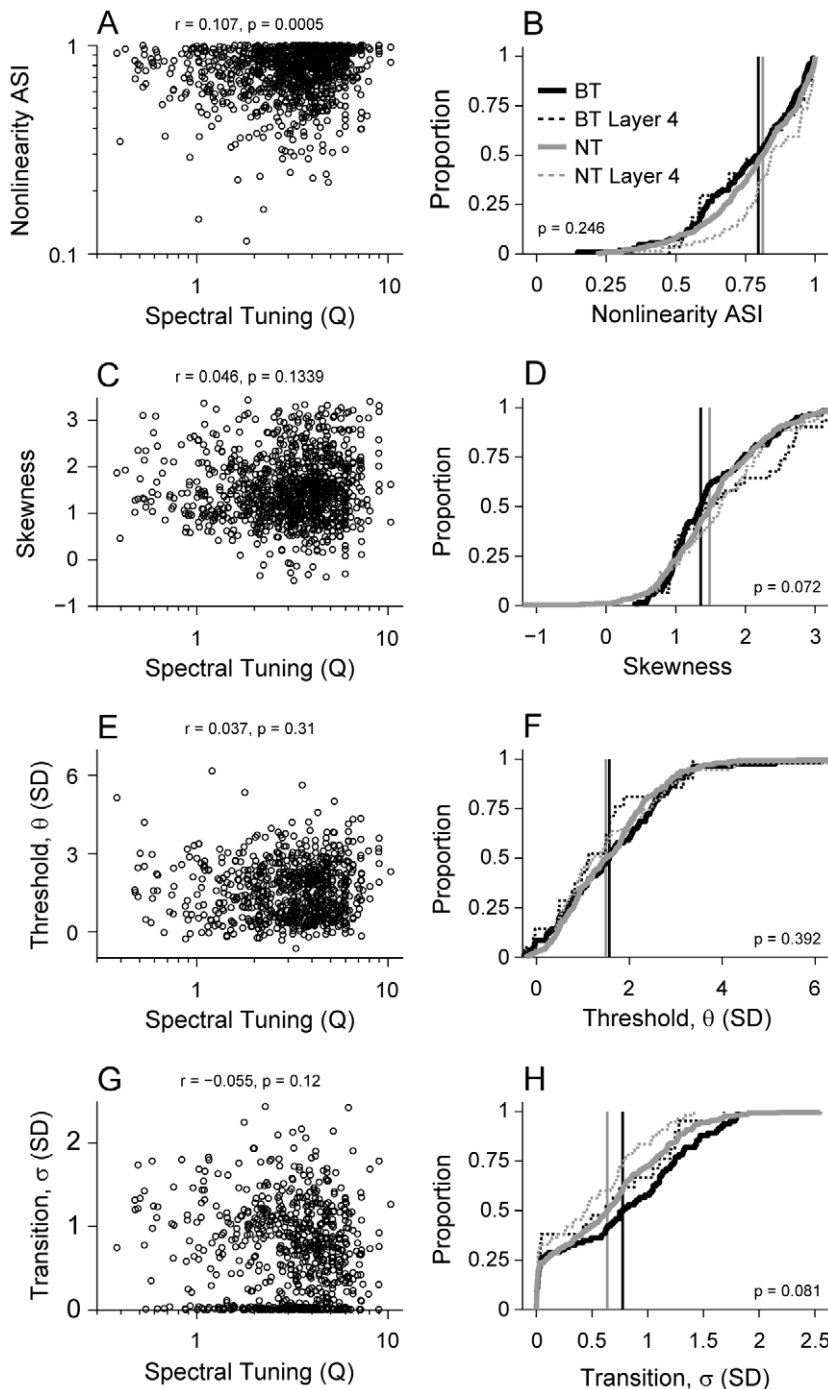 A
r = 0.107, p = 0.0005
Nonlinearity ASI
1
0.1
1
10
Spectral Tuning (Q)
B
Proportion
1
0.75
0.5
0.25
0
BT
BT Layer 4
NT
NT Layer 4
p = 0.246
0
0.25
0.5
0.75
1
Nonlinearity ASI
C
r = 0.046, p = 0.1339
Skewness
3
2
1
0
−1
1
10
Spectral Tuning (Q)
D
Proportion
1
0.75
0.5
0.25
0
p = 0.072
−1
0
1
2
3
Skewness
E
r = 0.037, p = 0.31
Threshold, θ (SD)
6
3
0
1
10
Spectral Tuning (Q)
F
Proportion
1
0.75
0.5
0.25
0
p = 0.392
0
2
4
6
Threshold, θ (SD)
G
r = −0.055, p = 0.12
Transition, σ (SD)
2
1
0
1
10
Spectral Tuning (Q)
H
Proportion
1
0.75
0.5
0.25
0
p = 0.081
0
0.5
1
1.5
2
2.5
Transition, σ (SD)